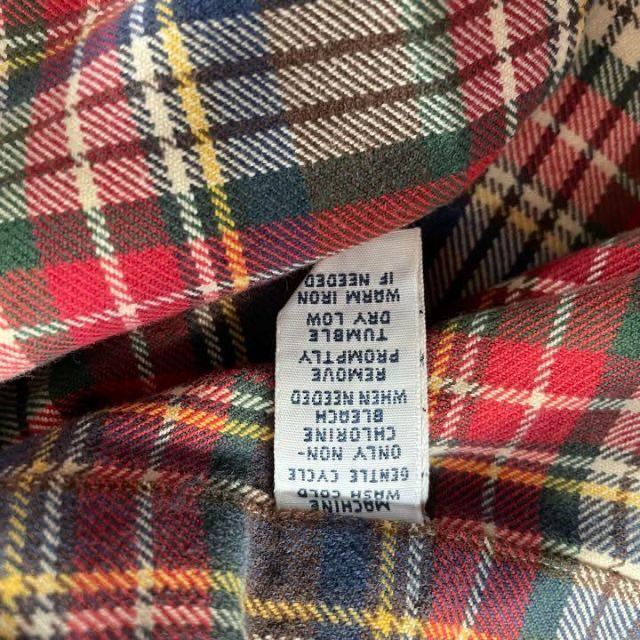 MACHINE
WASH COLD
GENTLE CYCLE
ONLY NON-
CHLORINE
BLEACH
WHEN NEEDED
REMOVE
PROMPTLY
TUMBLE
DRY LOW
WARM IRON
IF NEEDED